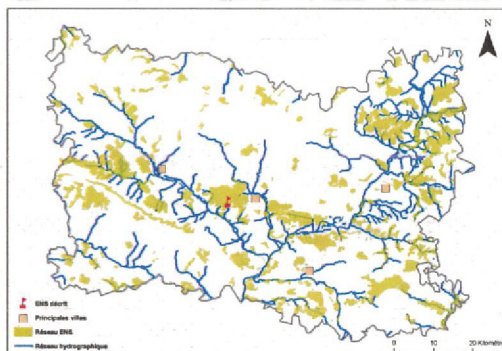 N
ENS décrit
Principales villes
Réseau ENS
Réseau hydrographique
0 10 20 Kilomètres